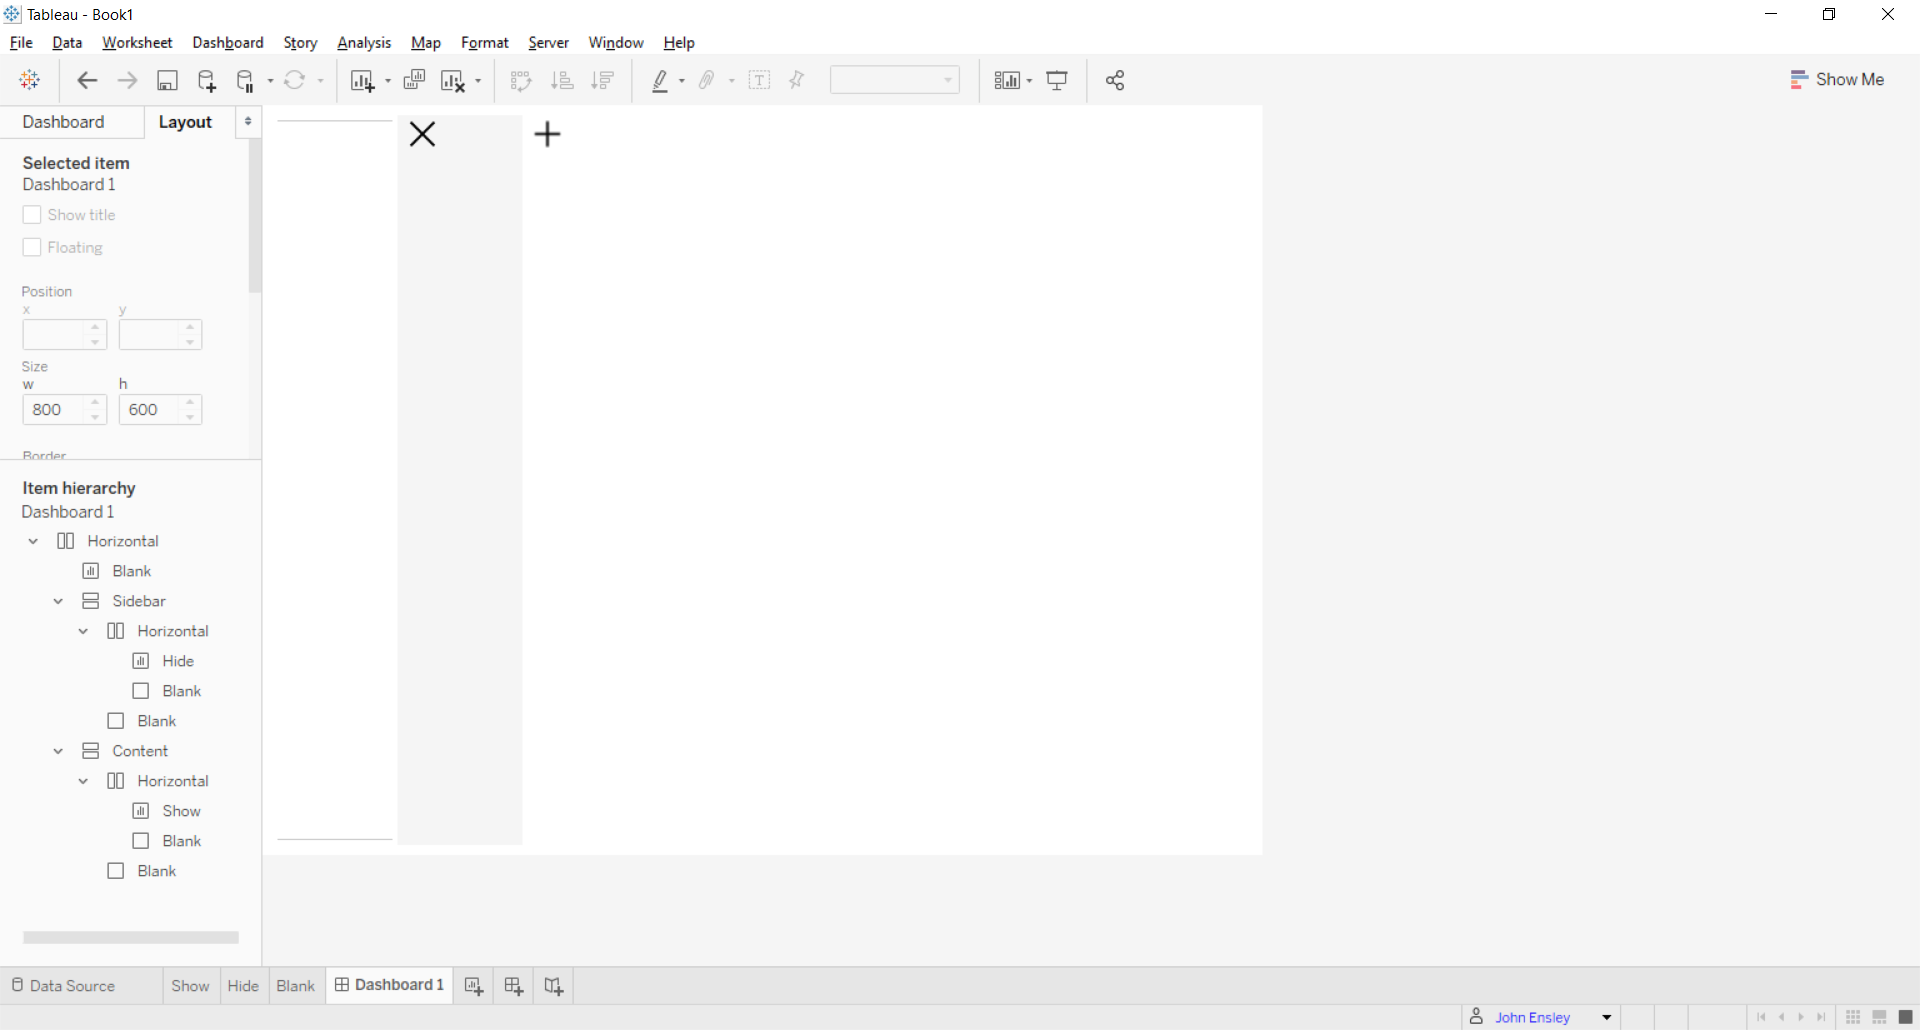 Tableau - Book1
File Data Worksheet Dashboard Story Analysis Map Format Server Window Help
Show Me
Dashboard Layout
Selected item
Dashboard 1
Show title
Floating
Position
x y
Size
w h
800 600
Border
Item hierarchy
Dashboard 1
Horizontal
Blank
Sidebar
Horizontal
Hide
Blank
Blank
Content
Horizontal
Show
Blank
Blank
Data Source Show Hide Blank Dashboard 1
John Ensley